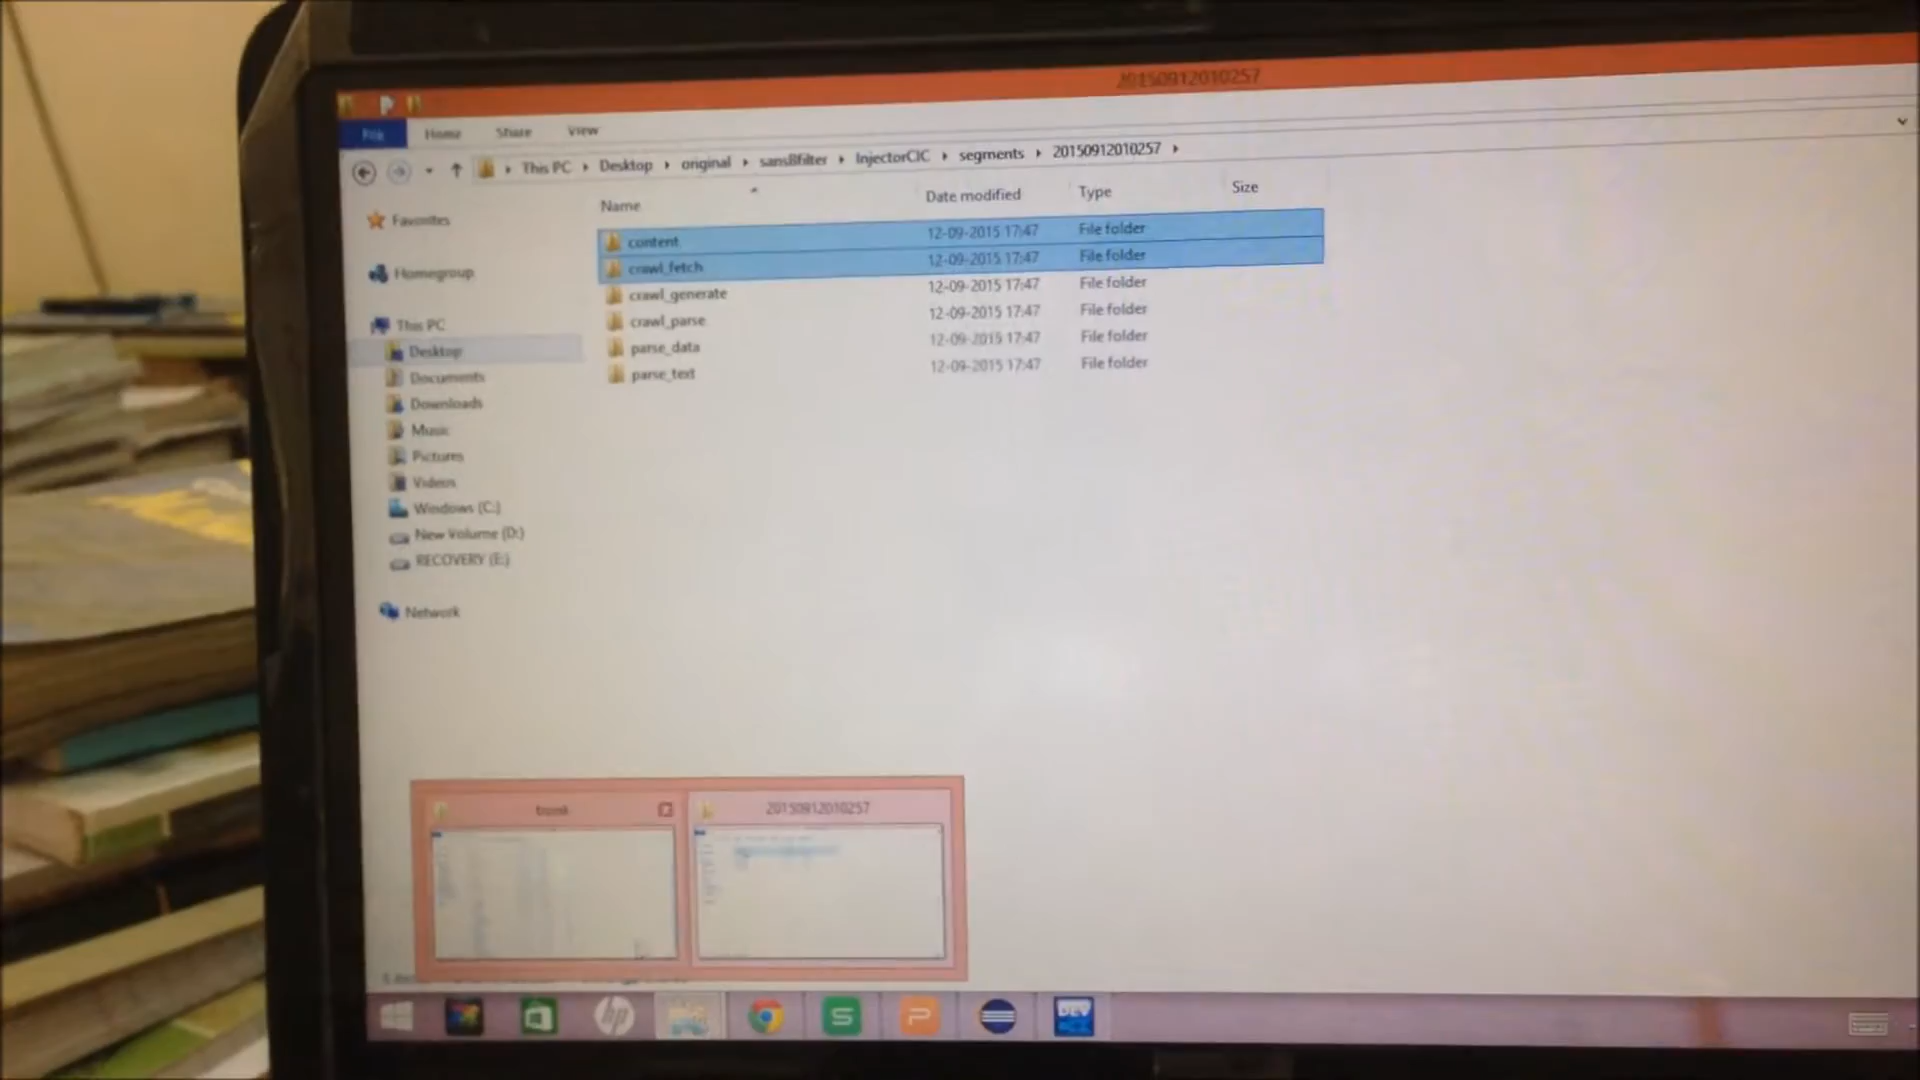 20150912010257
File Home Share View
This PC Desktop original sans8filter InjectorCIC segments 20150912010257
Name Date modified Type Size
Favorites
Homegroup
This PC
Desktop
Documents
Downloads
Music
Pictures
Videos
Windows (C:)
New Volume (D:)
RECOVERY (E:)
Network
content 12-09-2015 17:47 File folder
crawl_fetch 12-09-2015 17:47 File folder
crawl_generate 12-09-2015 17:47 File folder
crawl_parse 12-09-2015 17:47 File folder
parse_data 12-09-2015 17:47 File folder
parse_text 12-09-2015 17:47 File folder
trunk 20150912010257
hp S P DEV